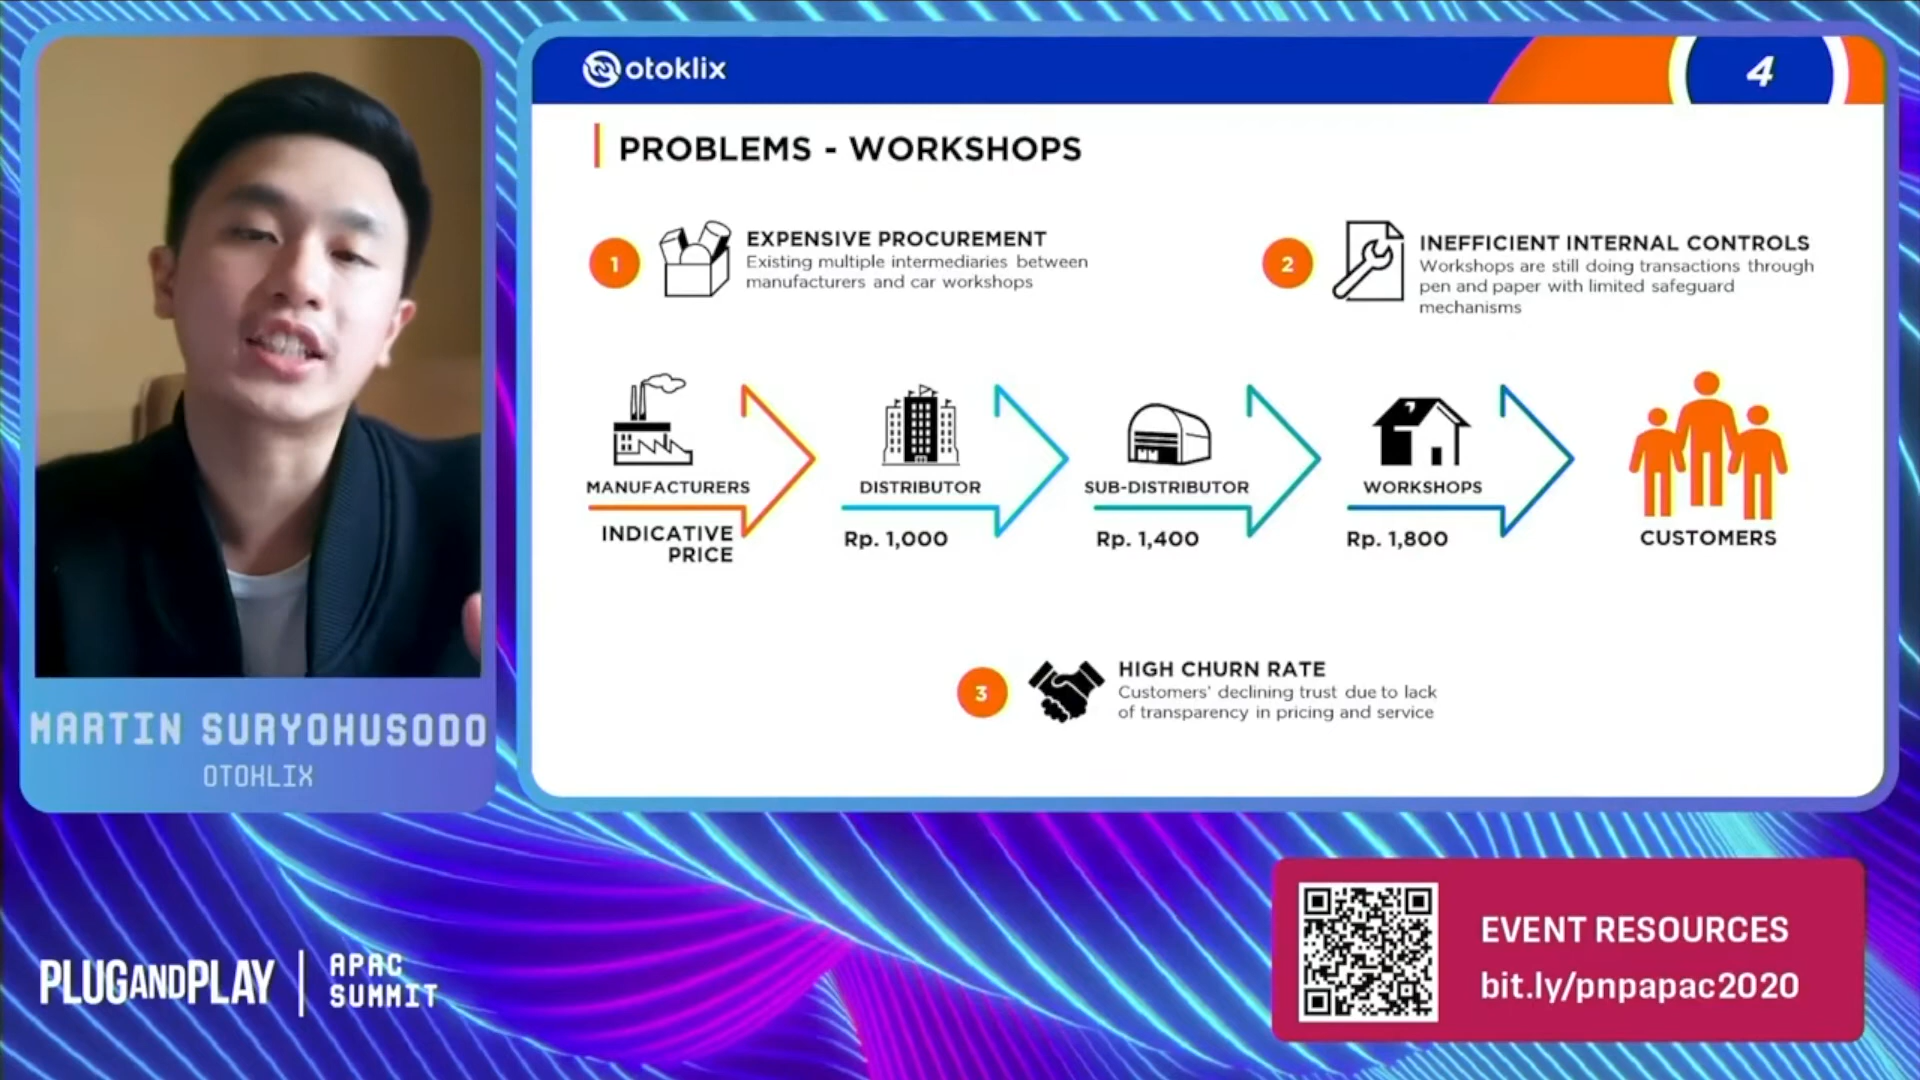 otoklix
4
PROBLEMS - WORKSHOPS
1
EXPENSIVE PROCUREMENT
Existing multiple intermediaries between
manufacturers and car workshops
2
INEFFICIENT INTERNAL CONTROLS
Workshops are still doing transactions through
pen and paper with limited safeguard
mechanisms
MANUFACTURERS
DISTRIBUTOR
SUB-DISTRIBUTOR
WORKSHOPS
INDICATIVE
PRICE
Rp. 1,000
Rp. 1,400
Rp. 1,800
CUSTOMERS
3
HIGH CHURN RATE
Customers' declining trust due to lack
of transparency in pricing and service
MARTIN SURYOHUSODO
OTOHLIX
PLUGANDPLAY
APAC
SUMMIT
EVENT RESOURCES
bit.ly/pnpapac2020